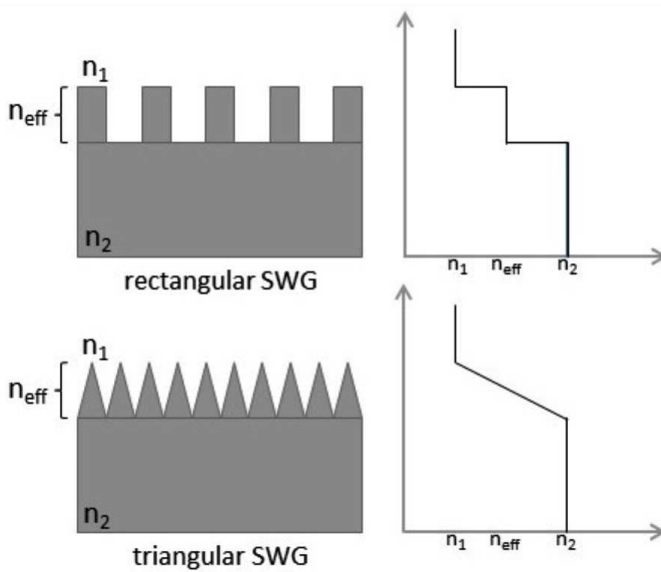 n1
neff
n2
rectangular SWG
n1 neff n2
n1
neff
n2
triangular SWG
n1 neff n2